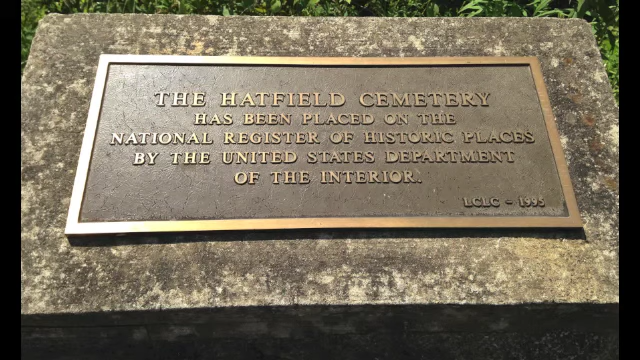 THE HATFIELD CEMETERY
HAS BEEN PLACED ON THE
NATIONAL REGISTER OF HISTORIC PLACES
BY THE UNITED STATES DEPARTMENT
OF THE INTERIOR.
LCLC - 1995